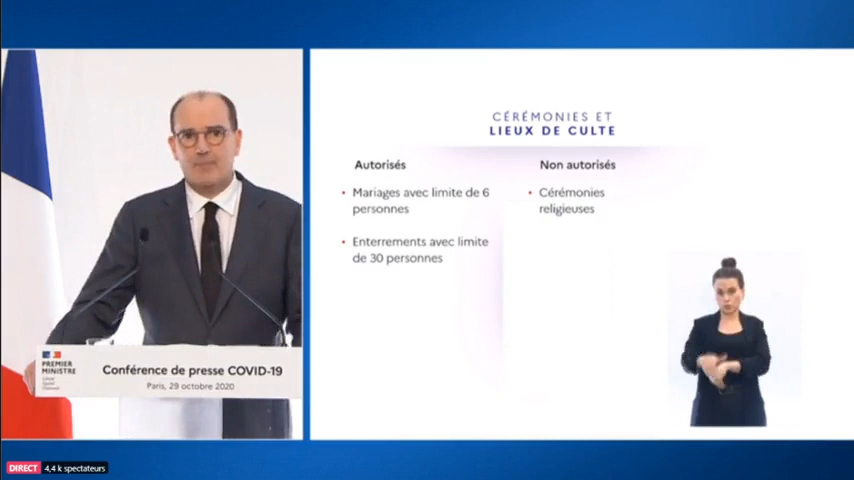 CÉRÉMONIES ET
LIEUX DE CULTE
Autorisés
• Mariages avec limite de 6
personnes
• Enterrements avec limite
de 30 personnes
Non autorisés
• Cérémonies
religieuses
PREMIER
MINISTRE
Conférence de presse COVID-19
Paris, 29 octobre 2020
DIRECT 4,4 k spectateurs